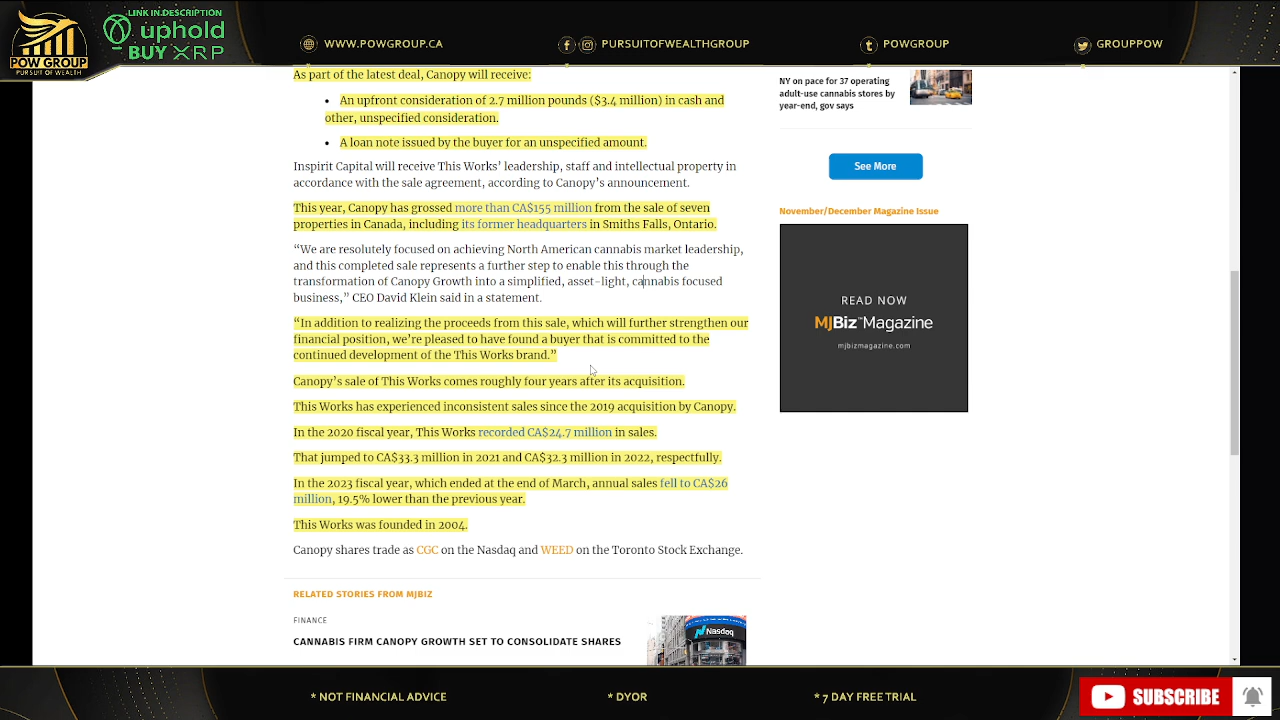 LINK IN DESCRIPTION
uphold
BUY XRP
POW GROUP
PURSUIT OF WEALTH
WWW.POWGROUP.CA
PURSUITOFWEALTHGROUP
POWGROUP
GROUPPOW
As part of the latest deal, Canopy will receive:
• An upfront consideration of 2.7 million pounds ($3.4 million) in cash and
other, unspecified consideration.
• A loan note issued by the buyer for an unspecified amount.
Inspirit Capital will receive This Works' leadership, staff and intellectual property in
accordance with the sale agreement, according to Canopy's announcement.
This year, Canopy has grossed more than CA$155 million from the sale of seven
properties in Canada, including its former headquarters in Smiths Falls, Ontario.
“We are resolutely focused on achieving North American cannabis market leadership,
and this completed sale represents a further step to enable this through the
transformation of Canopy Growth into a simplified, asset-light, cannabis focused
business,” CEO David Klein said in a statement.
“In addition to realizing the proceeds from this sale, which will further strengthen our
financial position, we’re pleased to have found a buyer that is committed to the
continued development of the This Works brand.”
Canopy’s sale of This Works comes roughly four years after its acquisition.
This Works has experienced inconsistent sales since the 2019 acquisition by Canopy.
In the 2020 fiscal year, This Works recorded CA$24.7 million in sales.
That jumped to CA$33.3 million in 2021 and CA$32.3 million in 2022, respectfully.
In the 2023 fiscal year, which ended at the end of March, annual sales fell to CA$26
million, 19.5% lower than the previous year.
This Works was founded in 2004.
Canopy shares trade as CGC on the Nasdaq and WEED on the Toronto Stock Exchange.
RELATED STORIES FROM MJBIZ
FINANCE
CANNABIS FIRM CANOPY GROWTH SET TO CONSOLIDATE SHARES
Nasdaq
NY on pace for 37 operating
adult-use cannabis stores by
year-end, gov says
See More
November/December Magazine Issue
READ NOW
MJBiz™Magazine
mjbizmagazine.com
* NOT FINANCIAL ADVICE
* DYOR
* 7 DAY FREE TRIAL
SUBSCRIBE